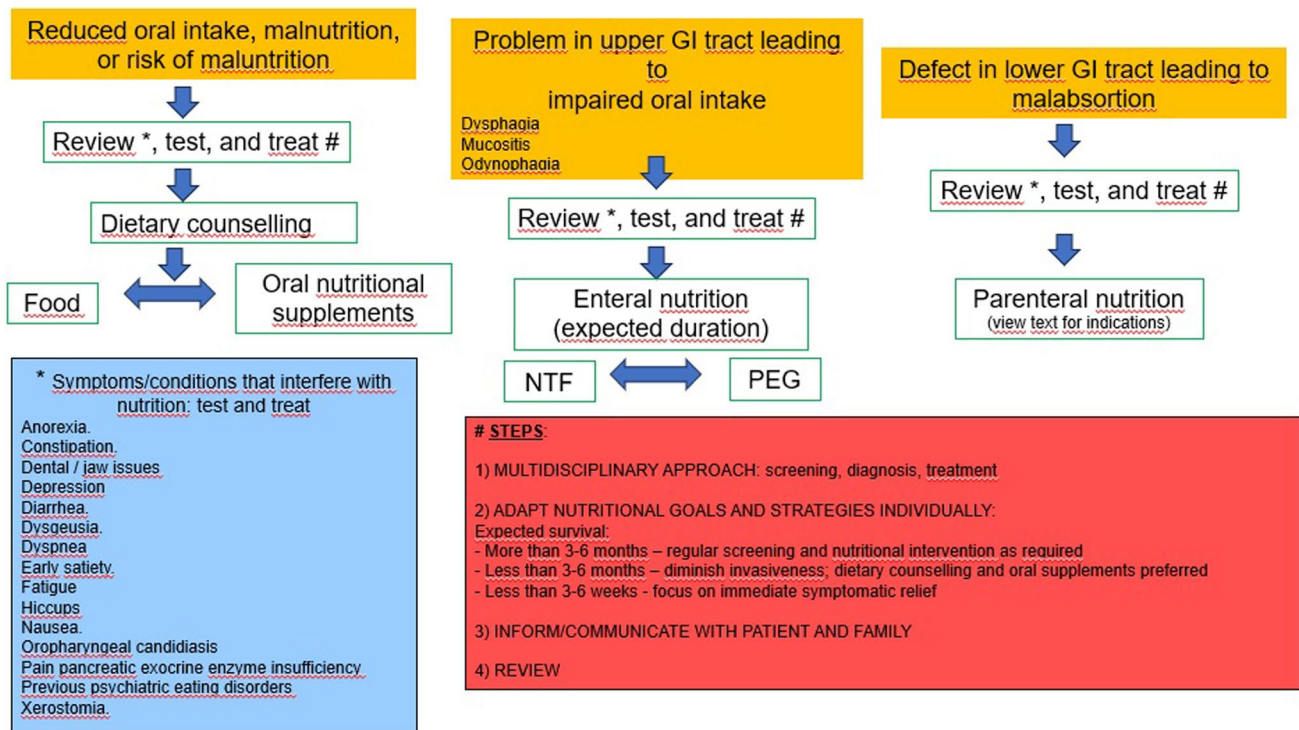 Reduced oral intake, malnutrition,
or risk of maluntrition
Review *, test, and treat #
Dietary counselling
Food
Oral nutritional
supplements
Problem in upper GI tract leading
to
impaired oral intake
Dysphagia
Mucositis
Odynophagia
Review *, test, and treat #
Enteral nutrition
(expected duration)
NTF
PEG
Defect in lower GI tract leading to
malabsortion
Review *, test, and treat #
Parenteral nutrition
(view text for indications)
* Symptoms/conditions that interfere with
nutrition: test and treat
Anorexia.
Constipation.
Dental / jaw issues
Depression
Diarrhea.
Dysgeusia.
Dyspnea
Early satiety.
Fatigue
Hiccups
Nausea.
Oropharyngeal candidiasis
Pain pancreatic exocrine enzyme insufficiency
Previous psychiatric eating disorders
Xerostomia.
# STEPS:
1) MULTIDISCIPLINARY APPROACH: screening, diagnosis, treatment
2) ADAPT NUTRITIONAL GOALS AND STRATEGIES INDIVIDUALLY:
Expected survival:
- More than 3-6 months – regular screening and nutritional intervention as required
- Less than 3-6 months – diminish invasiveness; dietary counselling and oral supplements preferred
- Less than 3-6 weeks - focus on immediate symptomatic relief
3) INFORM/COMMUNICATE WITH PATIENT AND FAMILY
4) REVIEW